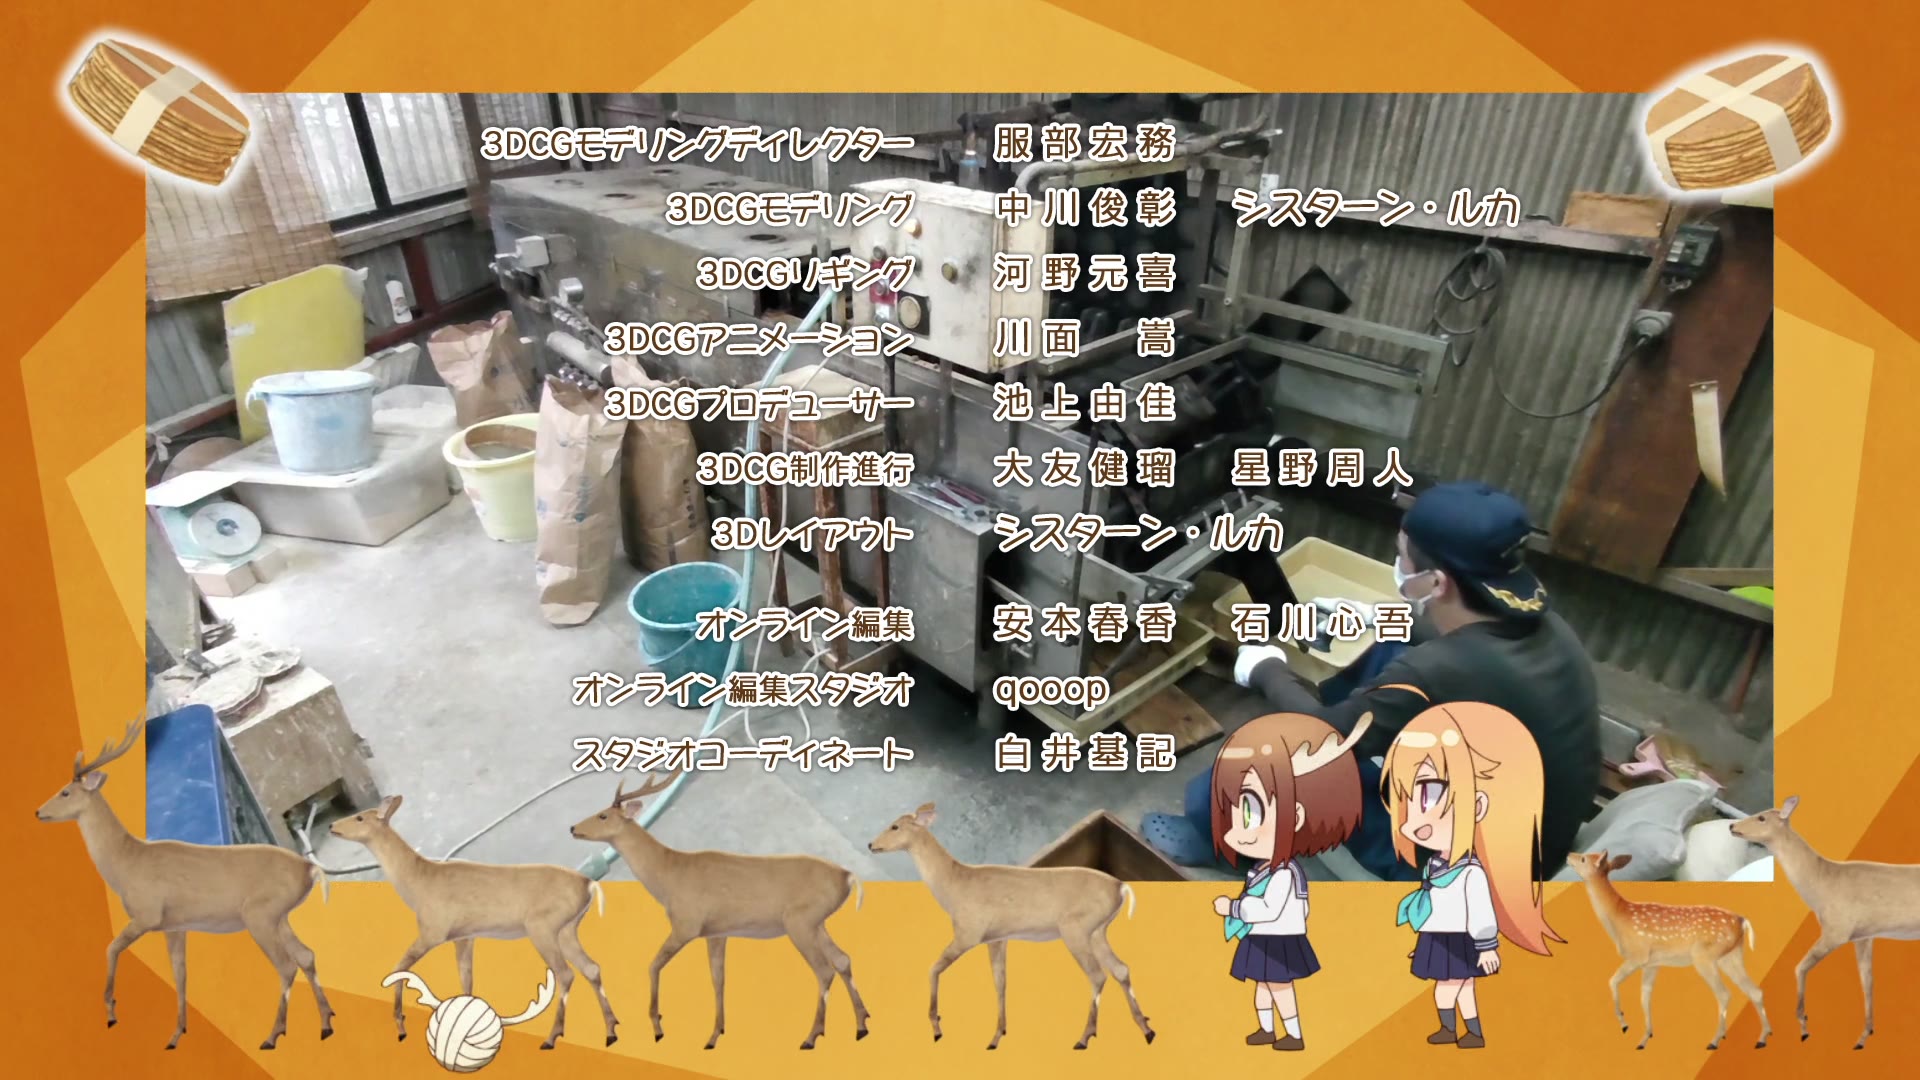 3DCGモデリングディレクター 服部宏務
3DCGモデリング 中川俊彰 シスターン・ルカ
3DCGリギング 河野元喜
3DCGアニメーション 川面 嵩
3DCGプロデューサー 池上由佳
3DCG制作進行 大友健瑠 星野周人
3Dレイアウト シスターン・ルカ
オンライン編集 安本春香 石川心吾
オンライン編集スタジオ qooop
スタジオコーディネート 白井基記